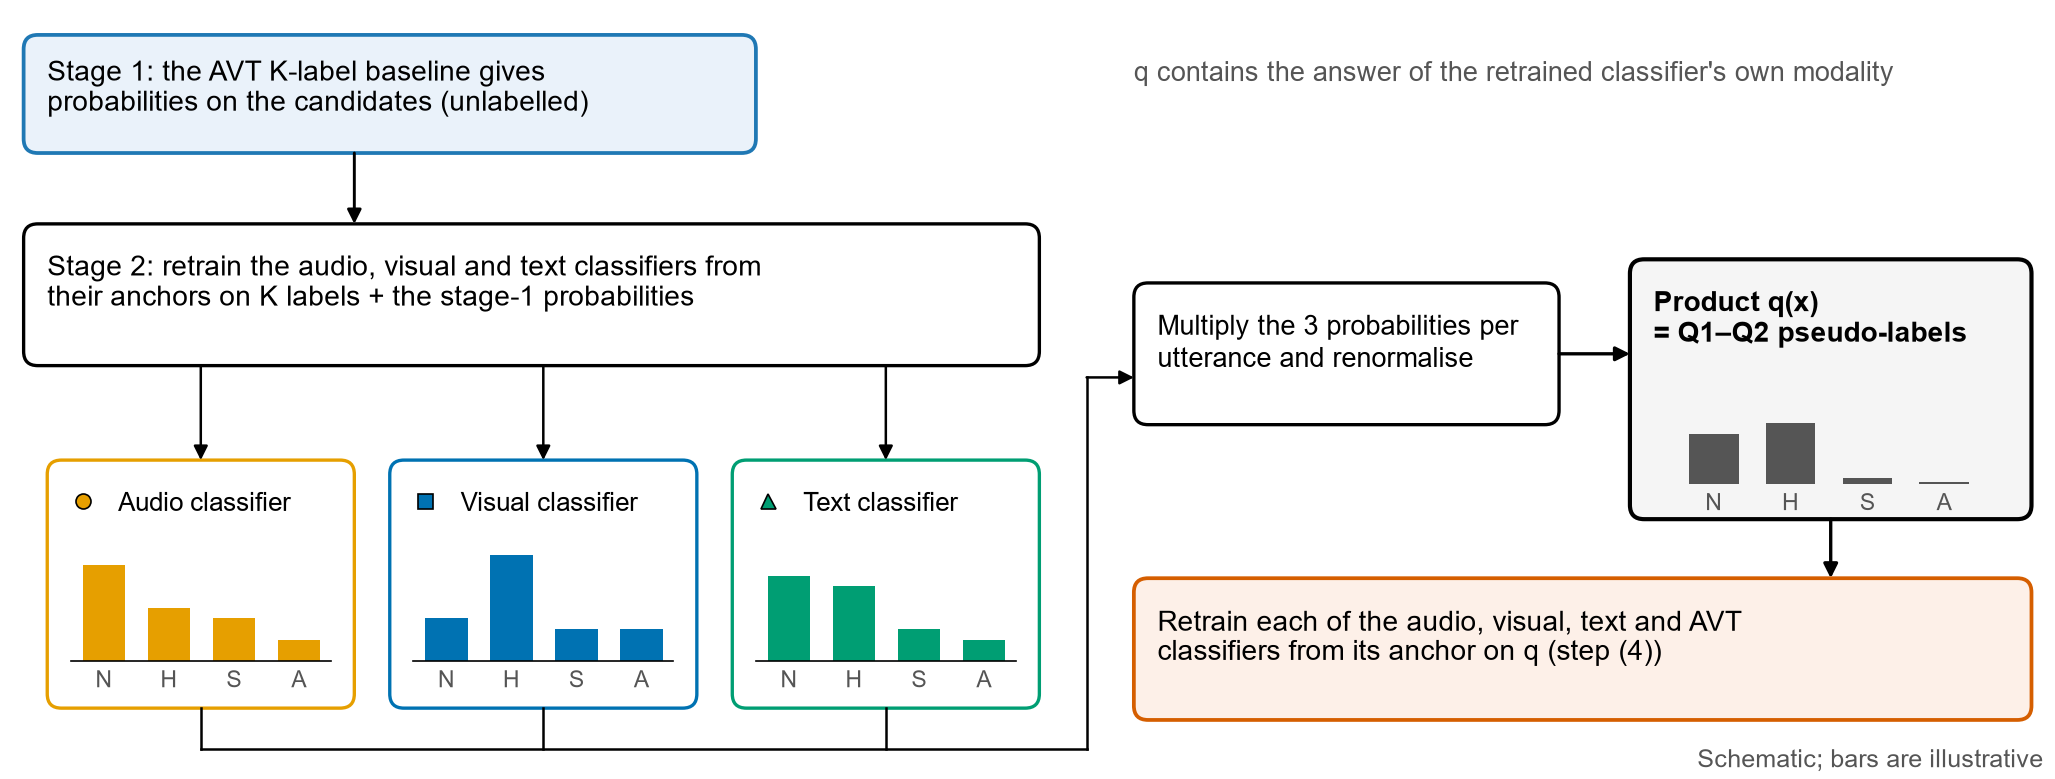 Stage 1: the AVT K-label baseline gives
probabilities on the candidates (unlabelled)
q contains the answer of the retrained classifier's own modality
Stage 2: retrain the audio, visual and text classifiers from
their anchors on K labels + the stage-1 probabilities
Audio classifier
N H S A
Visual classifier
N H S A
Text classifier
N H S A
Multiply the 3 probabilities per
utterance and renormalise
Product q(x)
= Q1–Q2 pseudo-labels
N H S A
Retrain each of the audio, visual, text and AVT
classifiers from its anchor on q (step (4))
Schematic; bars are illustrative